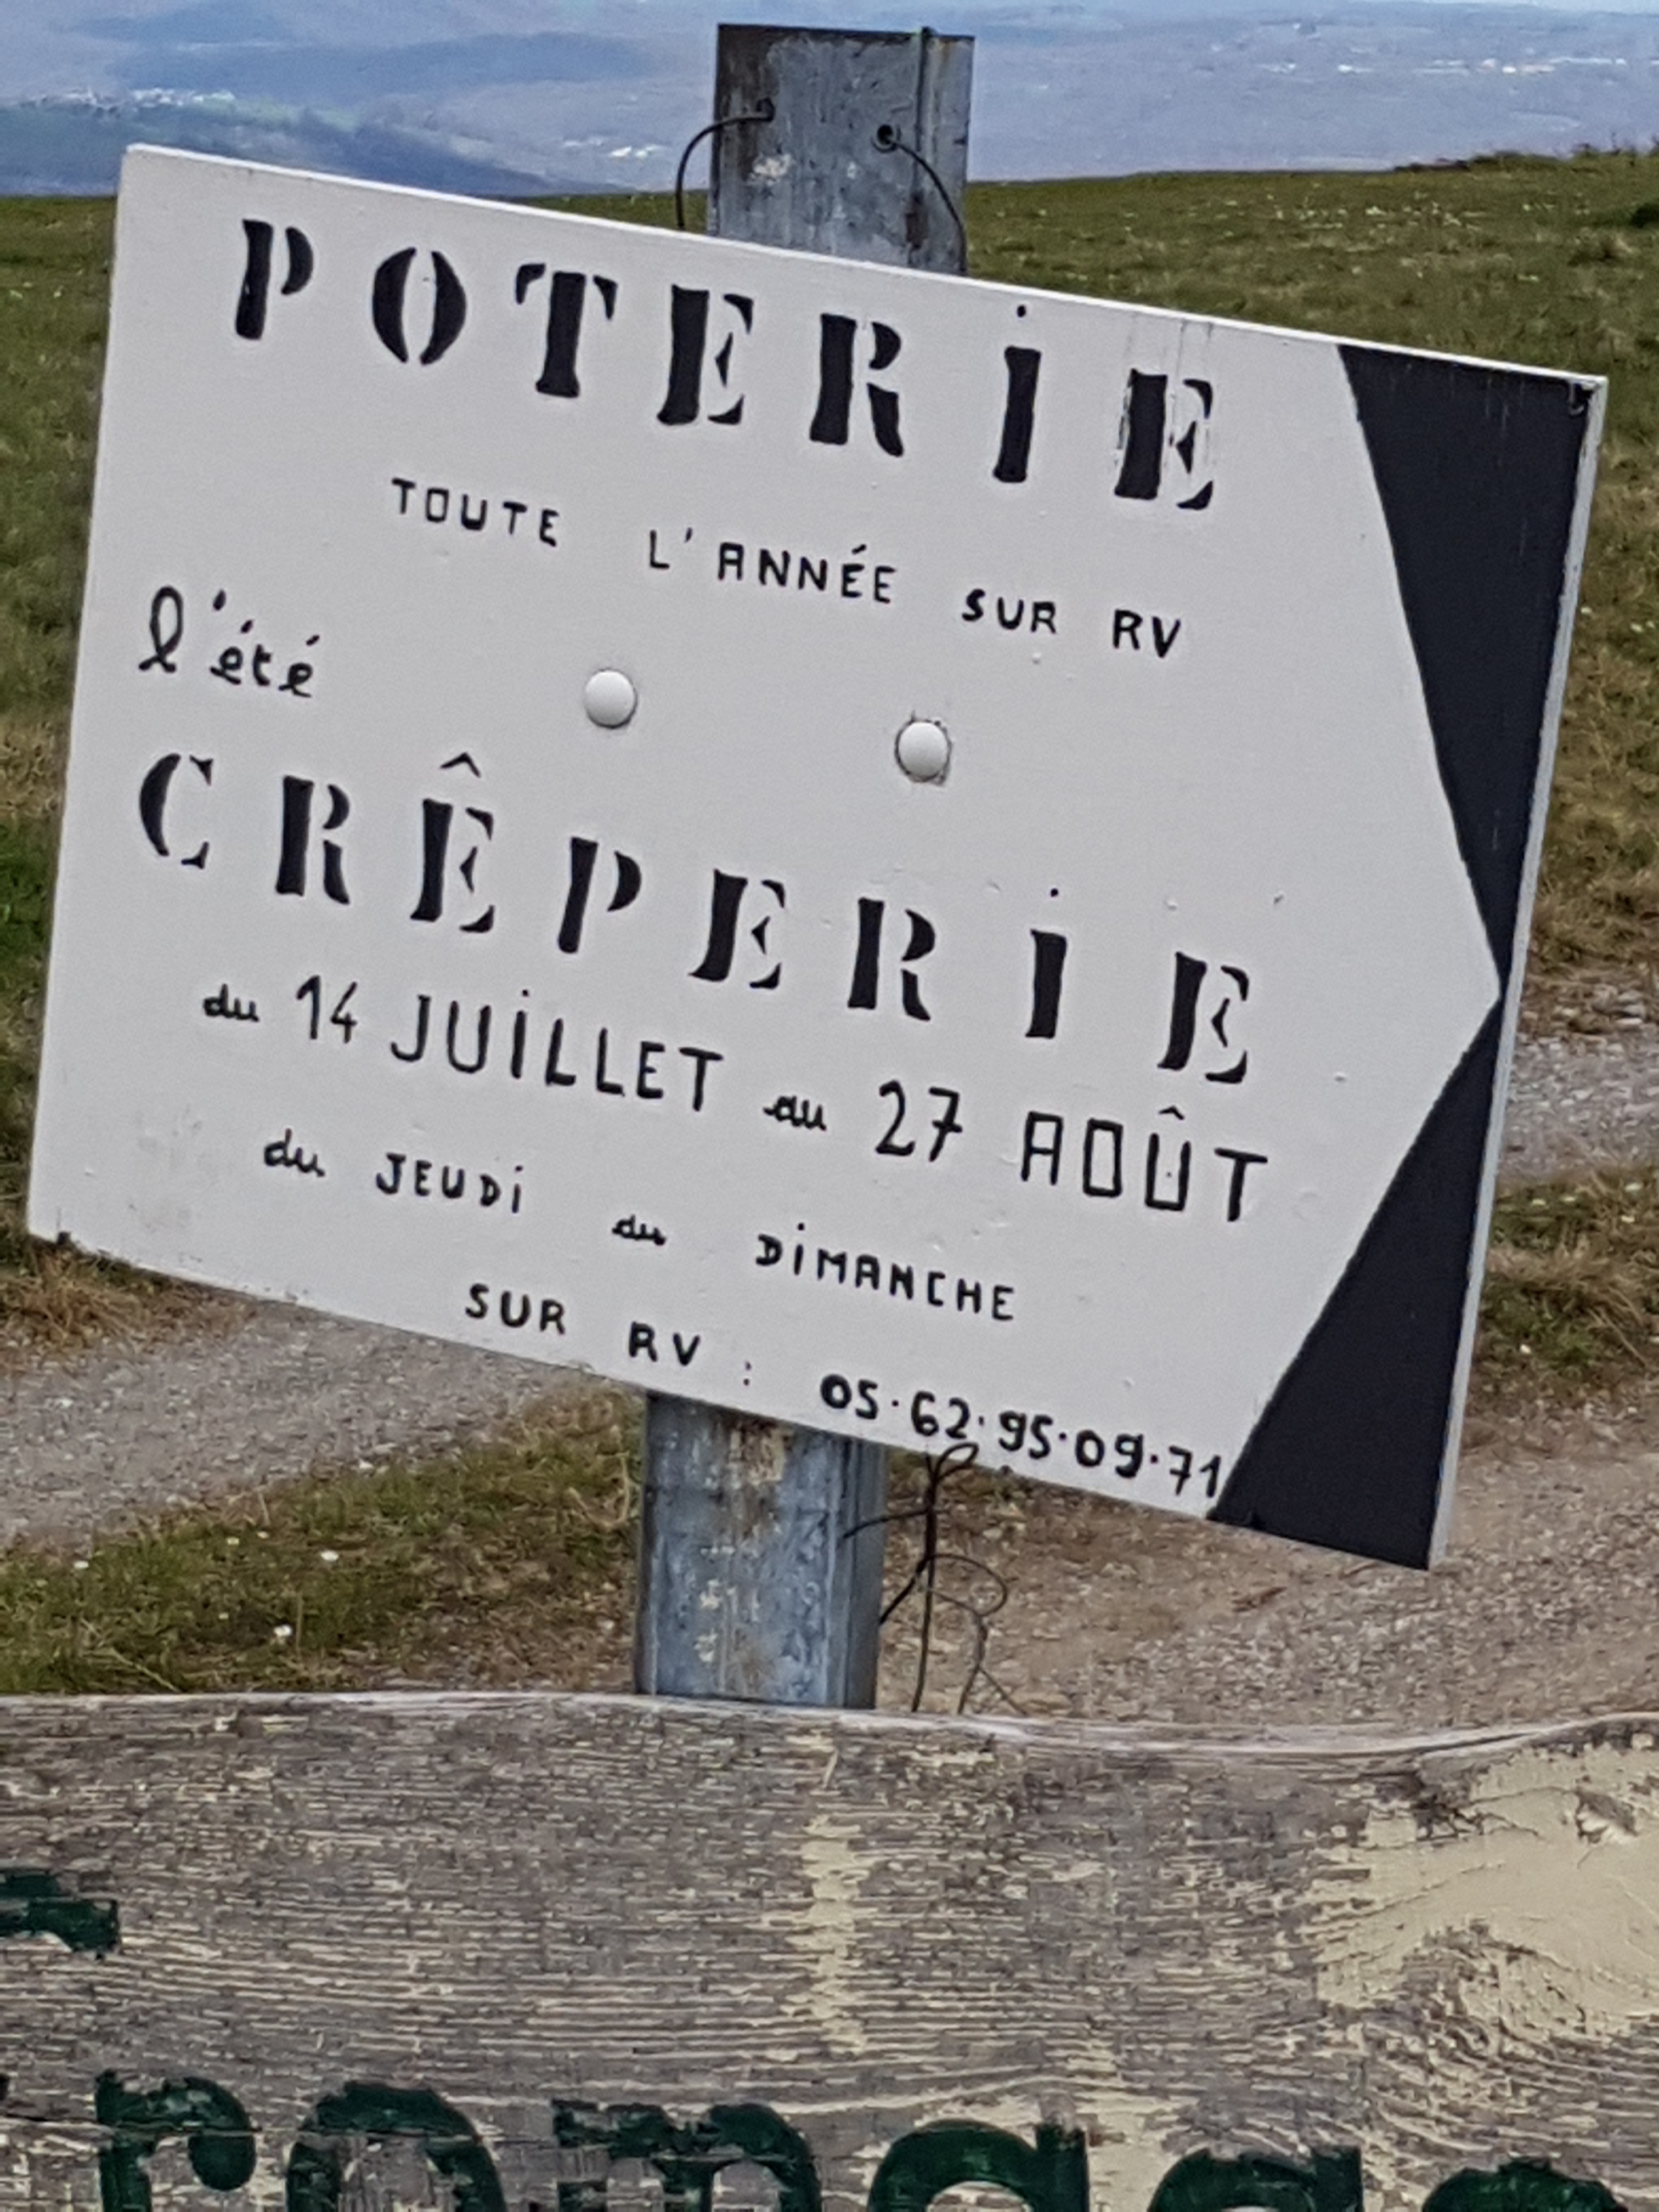 POTERiE
TOUTE L'ANNÉE SUR RV
l'été
CRÊPERiE
du 14 JUiLLET au 27 AOÛT
du JEUDi au DiMANCHE
SUR RV : 05.62.95.09.71